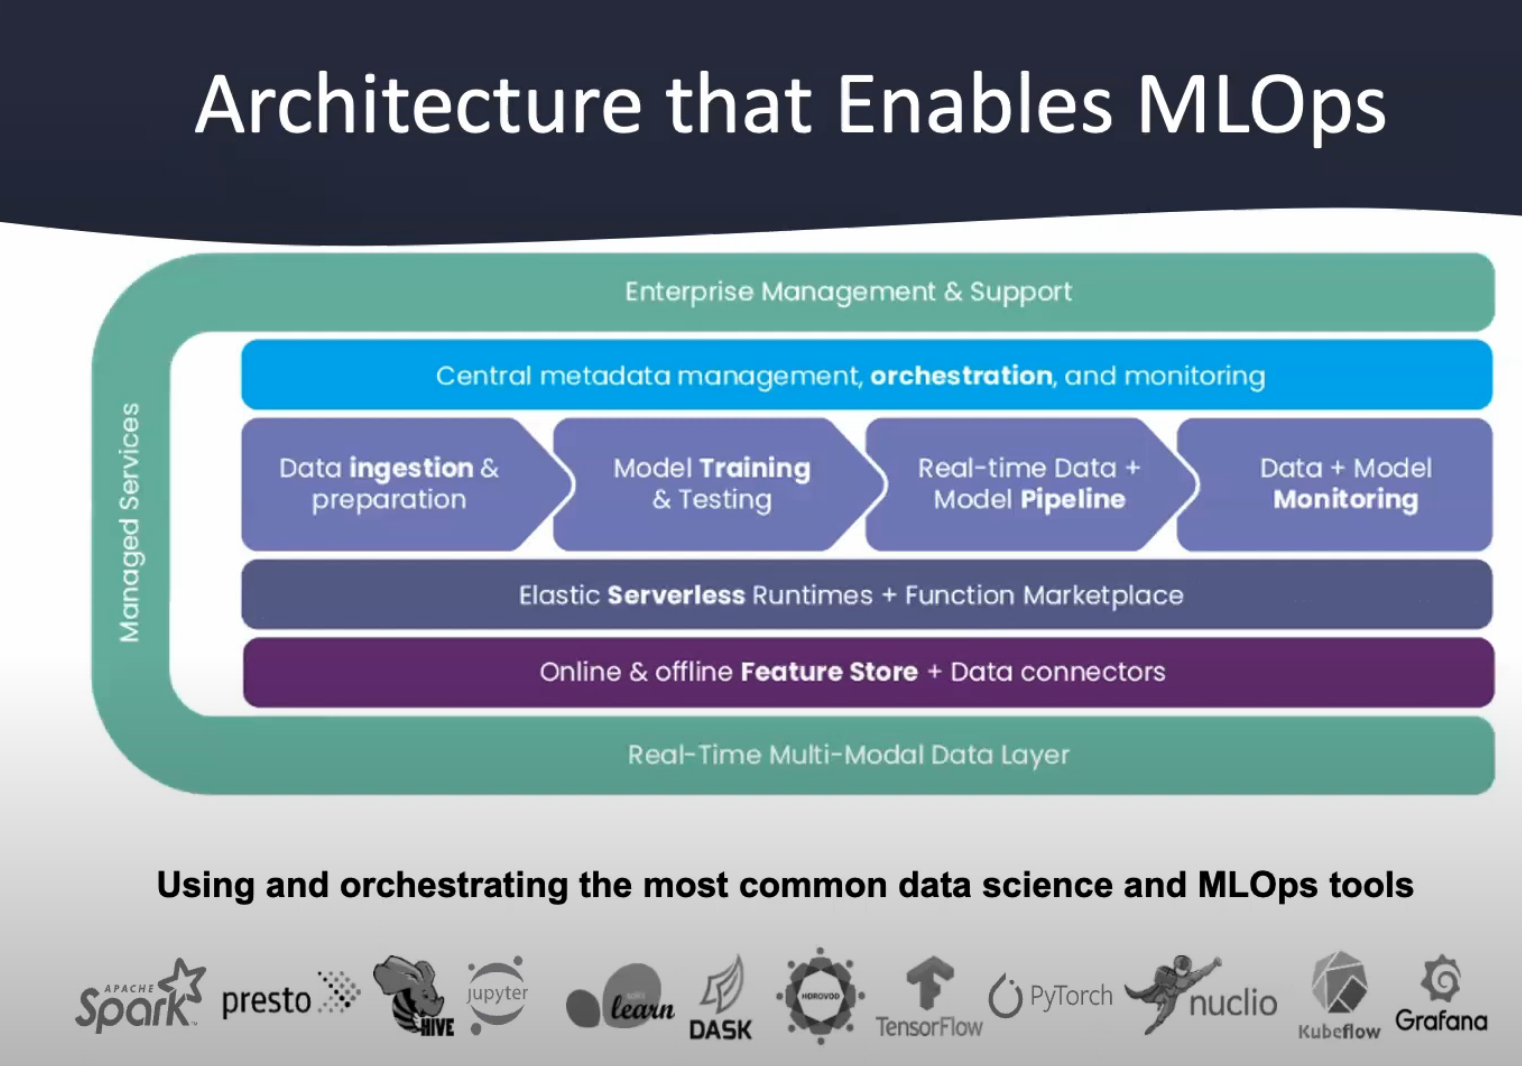 Architecture that Enables MLOps
Enterprise Management & Support
Managed Services
Central metadata management, orchestration, and monitoring
Data ingestion &
preparation
Model Training
& Testing
Real-time Data +
Model Pipeline
Data + Model
Monitoring
Elastic Serverless Runtimes + Function Marketplace
Online & offline Feature Store + Data connectors
Real-Time Multi-Modal Data Layer
Using and orchestrating the most common data science and MLOps tools
APACHE
Spark
presto
HIVE
jupyter
learn
DASK
HOROVOD
TensorFlow
PyTorch
nuclio
Kubeflow
Grafana